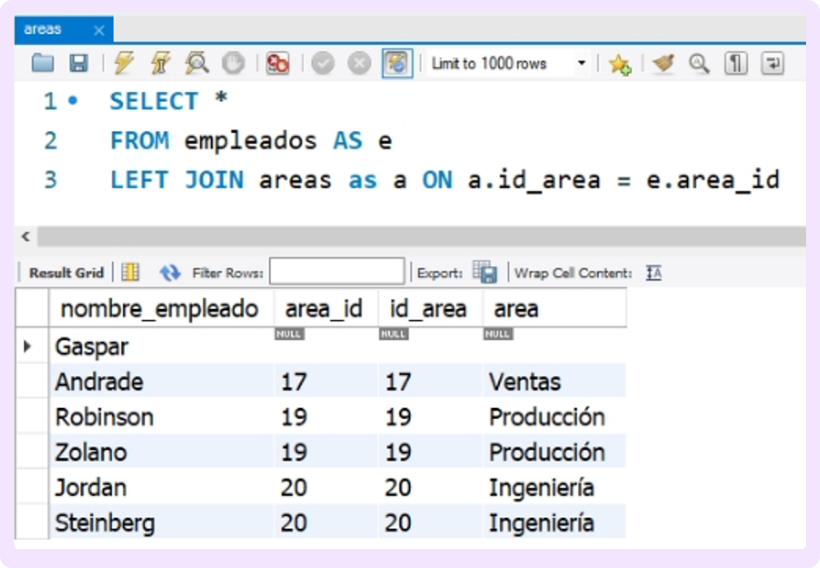 areas
Limit to 1000 rows
1 SELECT *
2 FROM empleados AS e
3 LEFT JOIN areas as a ON a.id_area = e.area_id
Result Grid Filter Rows: Export: Wrap Cell Content:
nombre_empleado area_id id_area area
Gaspar NULL NULL NULL
Andrade 17 17 Ventas
Robinson 19 19 Producción
Zolano 19 19 Producción
Jordan 20 20 Ingeniería
Steinberg 20 20 Ingeniería